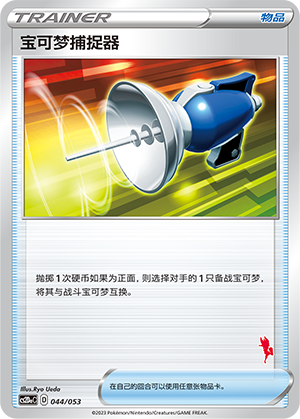 TRAINER 物品
宝可梦捕捉器
抛掷1次硬币如果为正面,则选择对手的1只备战宝可梦,
将其与战斗宝可梦互换。
Illus.Ryo Ueda
D 044/053
在自己的回合可以使用任意张物品卡。
©2023 Pokémon/Nintendo/Creatures/GAME FREAK.